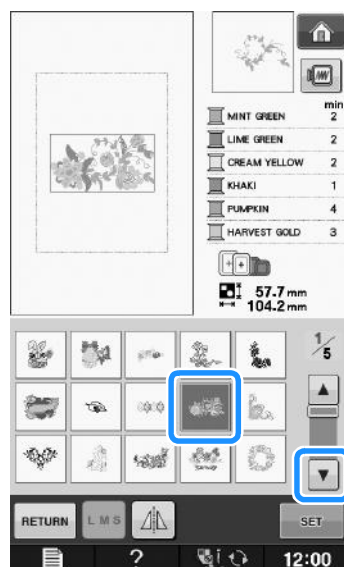 min
MINT GREEN 2
LIME GREEN 2
CREAM YELLOW 2
KHAKI 1
PUMPKIN 4
HARVEST GOLD 3
57.7 mm
104.2 mm
1/5
RETURN L M S SET
? i 12:00